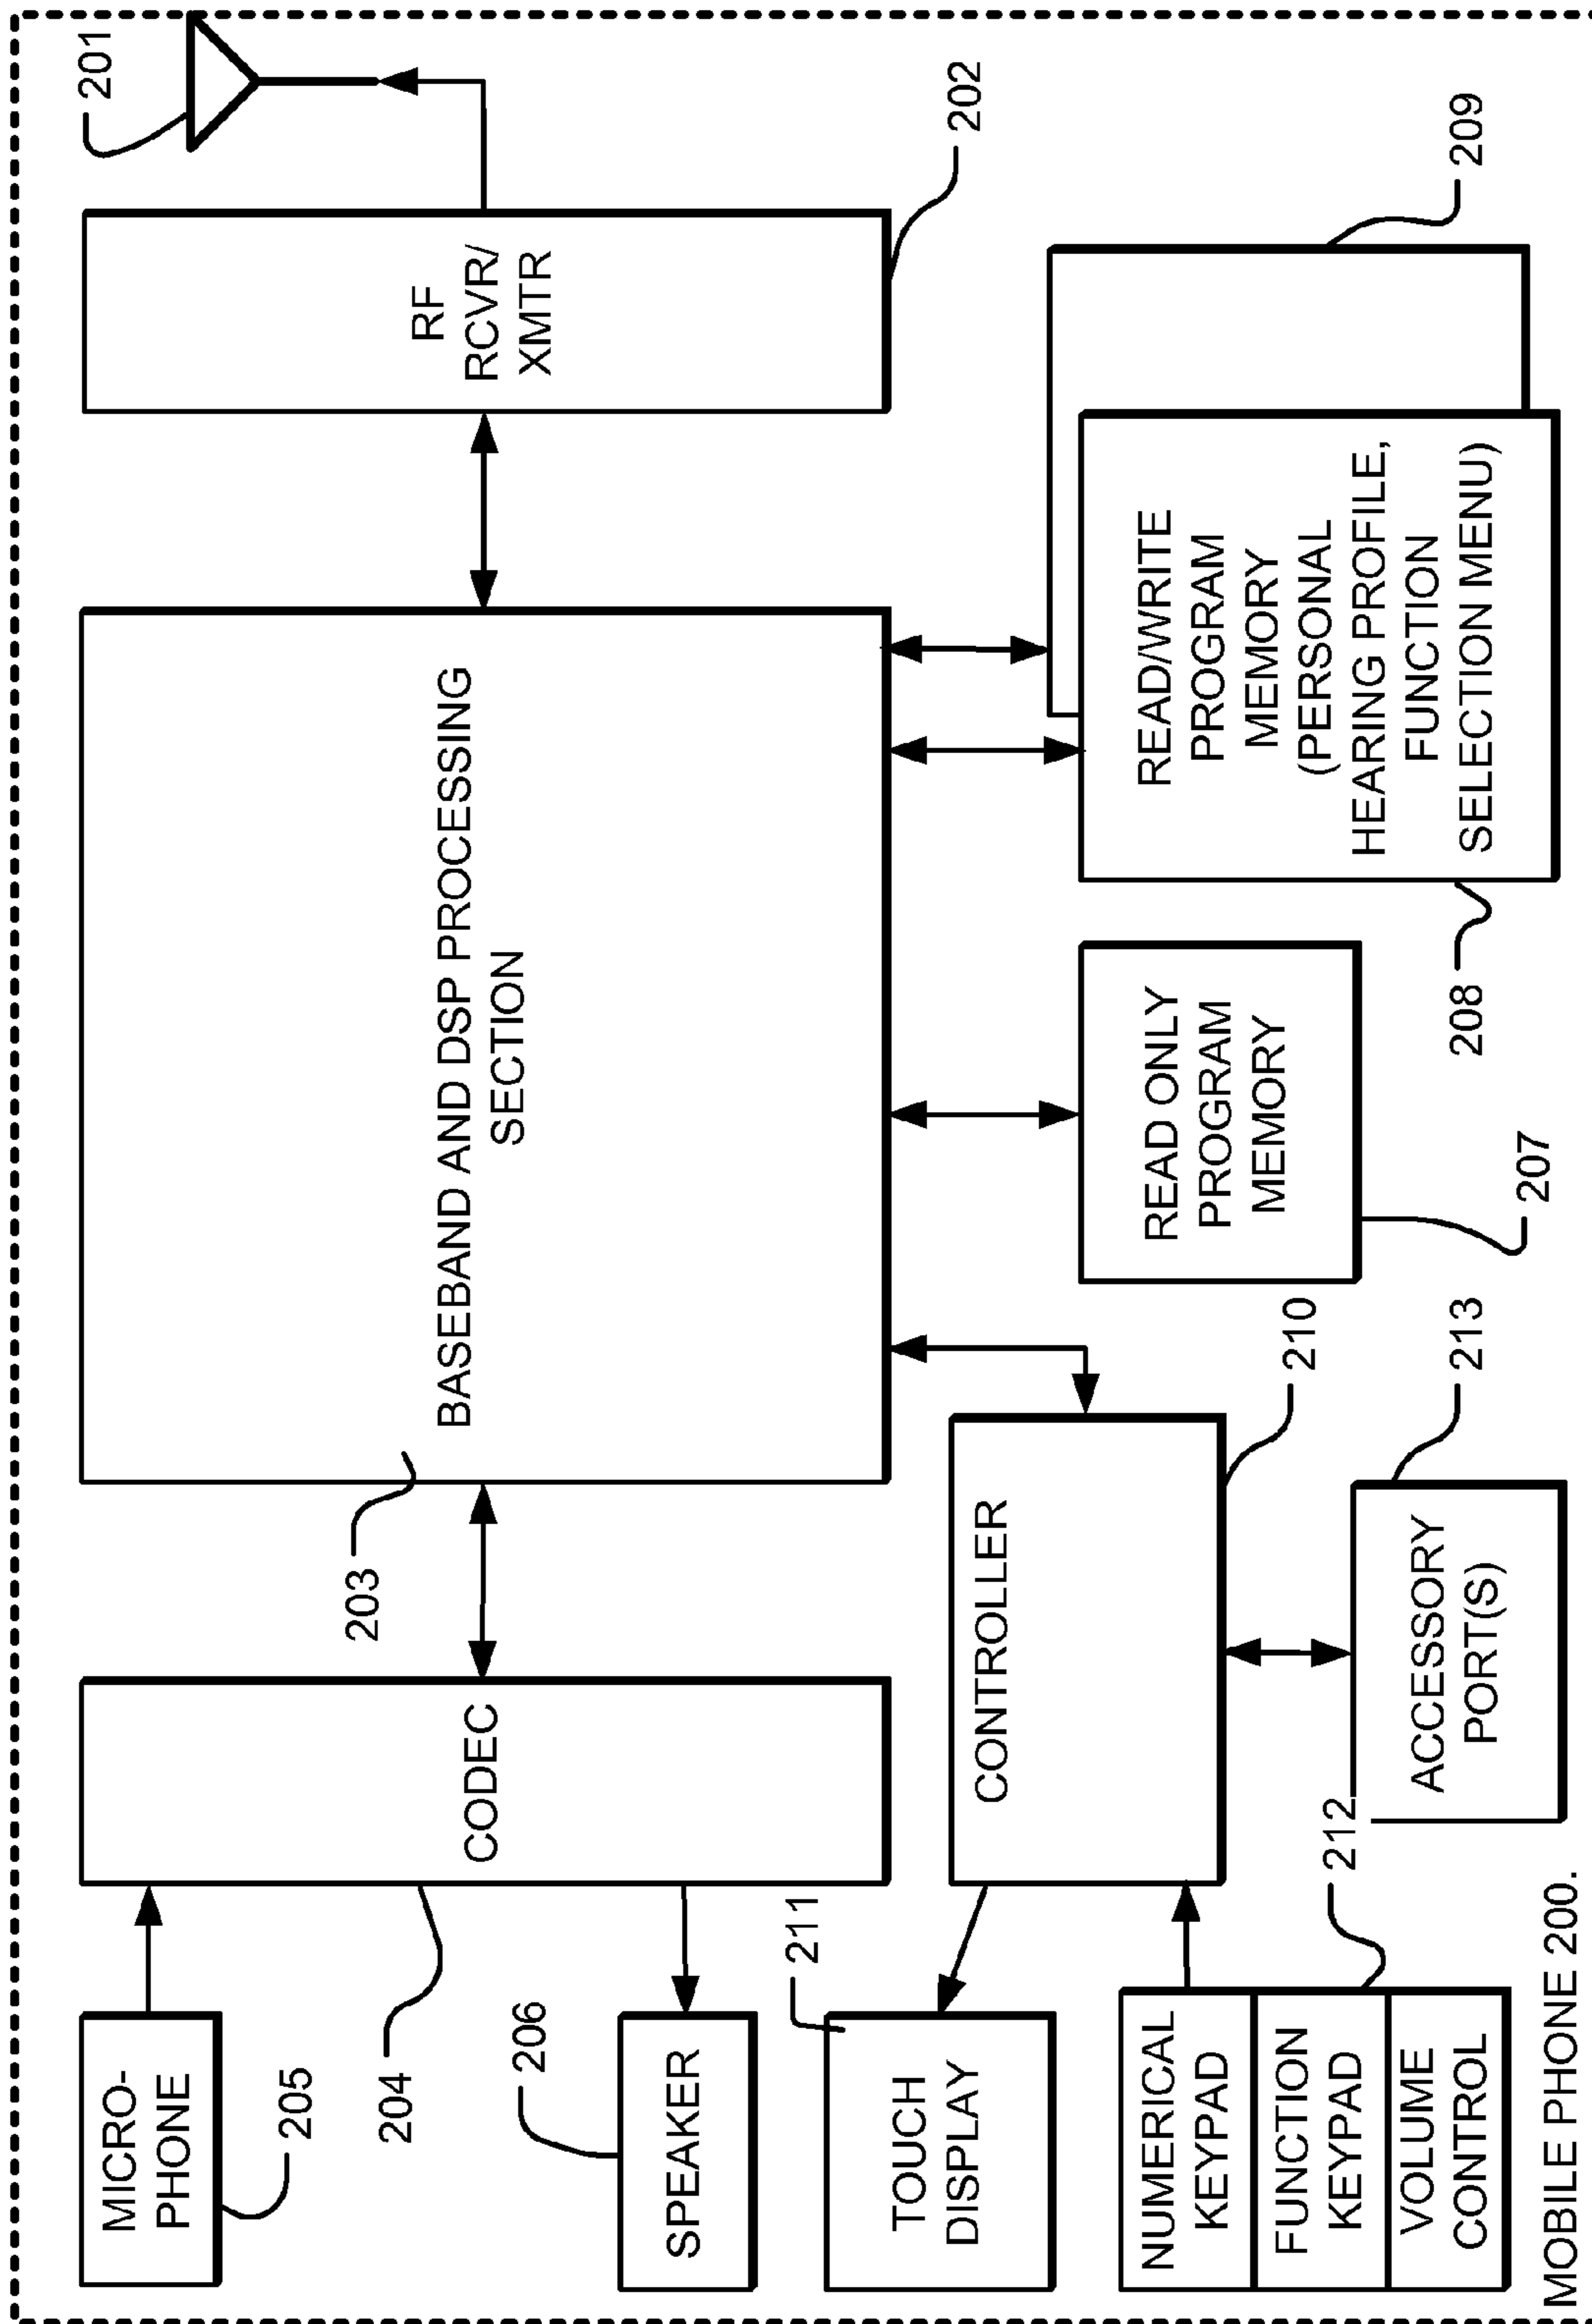 MICRO-
PHONE
205
204
206
SPEAKER
211
TOUCH
DISPLAY
NUMERICAL
KEYPAD
FUNCTION
KEYPAD
VOLUME
CONTROL
212
CODEC
203
BASEBAND AND DSP PROCESSING
SECTION
CONTROLLER
210
213
ACCESSORY
PORT(S)
READ ONLY
PROGRAM
MEMORY
207
208
READ/WRITE
PROGRAM
MEMORY
(PERSONAL
HEARING PROFILE,
FUNCTION
SELECTION MENU)
209
RF
RCVR/
XMTR
202
201
MOBILE PHONE 200.